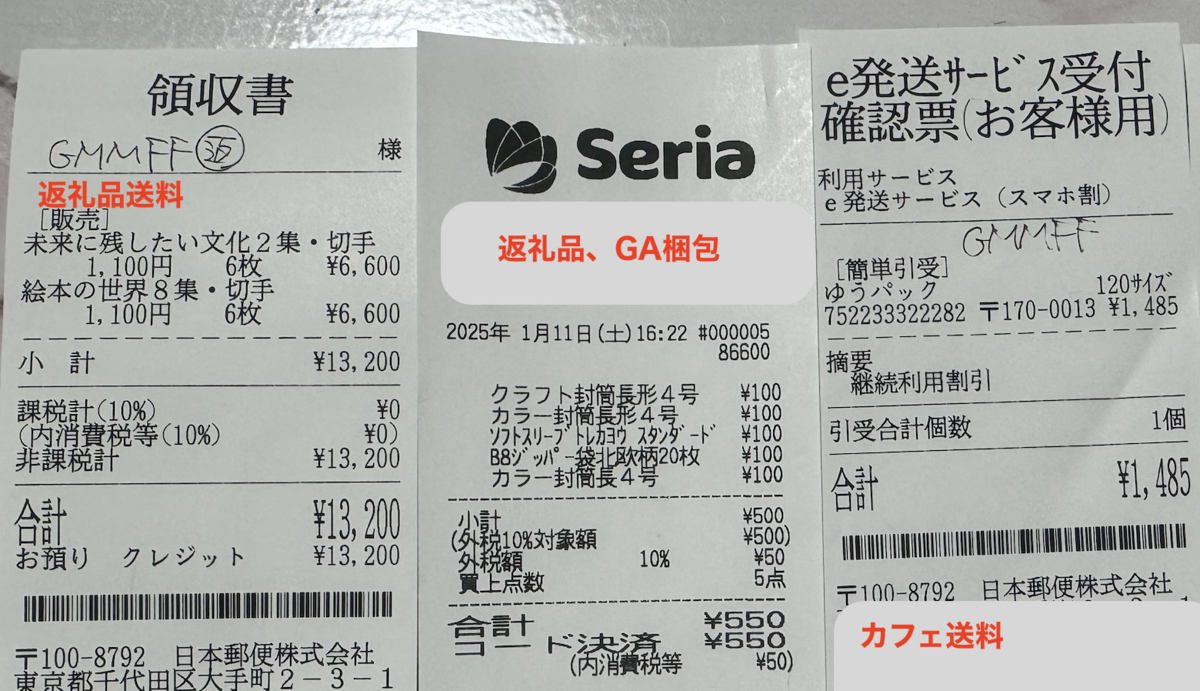 領収書
GMMFF 返 様
返礼品送料
[販売]
未来に残したい文化2集・切手
1,100円 6枚 ¥6,600
絵本の世界8集・切手
1,100円 6枚 ¥6,600
小 計 ¥13,200
課税計(10%) ¥0
(内消費税等(10%) ¥0)
非課税計 ¥13,200
合計 ¥13,200
お預り クレジット ¥13,200
〒100-8792 日本郵便株式会社
東京都千代田区大手町2-3-1
Seria
返礼品、GA梱包
2025年 1月11日(土)16:22 #000005
86600
クラフト封筒長形4号 ¥100
カラー封筒長形4号 ¥100
ソフトスリーブトレカヨウ スタンダード ¥100
B8ジッパー袋北欧柄20枚 ¥100
カラー封筒長4号 ¥100
小計 ¥500
(外税10%対象額 ¥500)
外税額 10% ¥50
買上点数 5点
合計 ¥550
コード決済 ¥550
(内消費税等 ¥50)
e発送サービス受付
確認票(お客様用)
利用サービス
e発送サービス(スマホ割)
GMMFF
[簡単引受]
ゆうパック 120サイズ
752233322282 〒170-0013 ¥1,485
摘要
継続利用割引
引受合計個数 1個
合計 ¥1,485
〒100-8792 日本郵便株式会社
カフェ送料